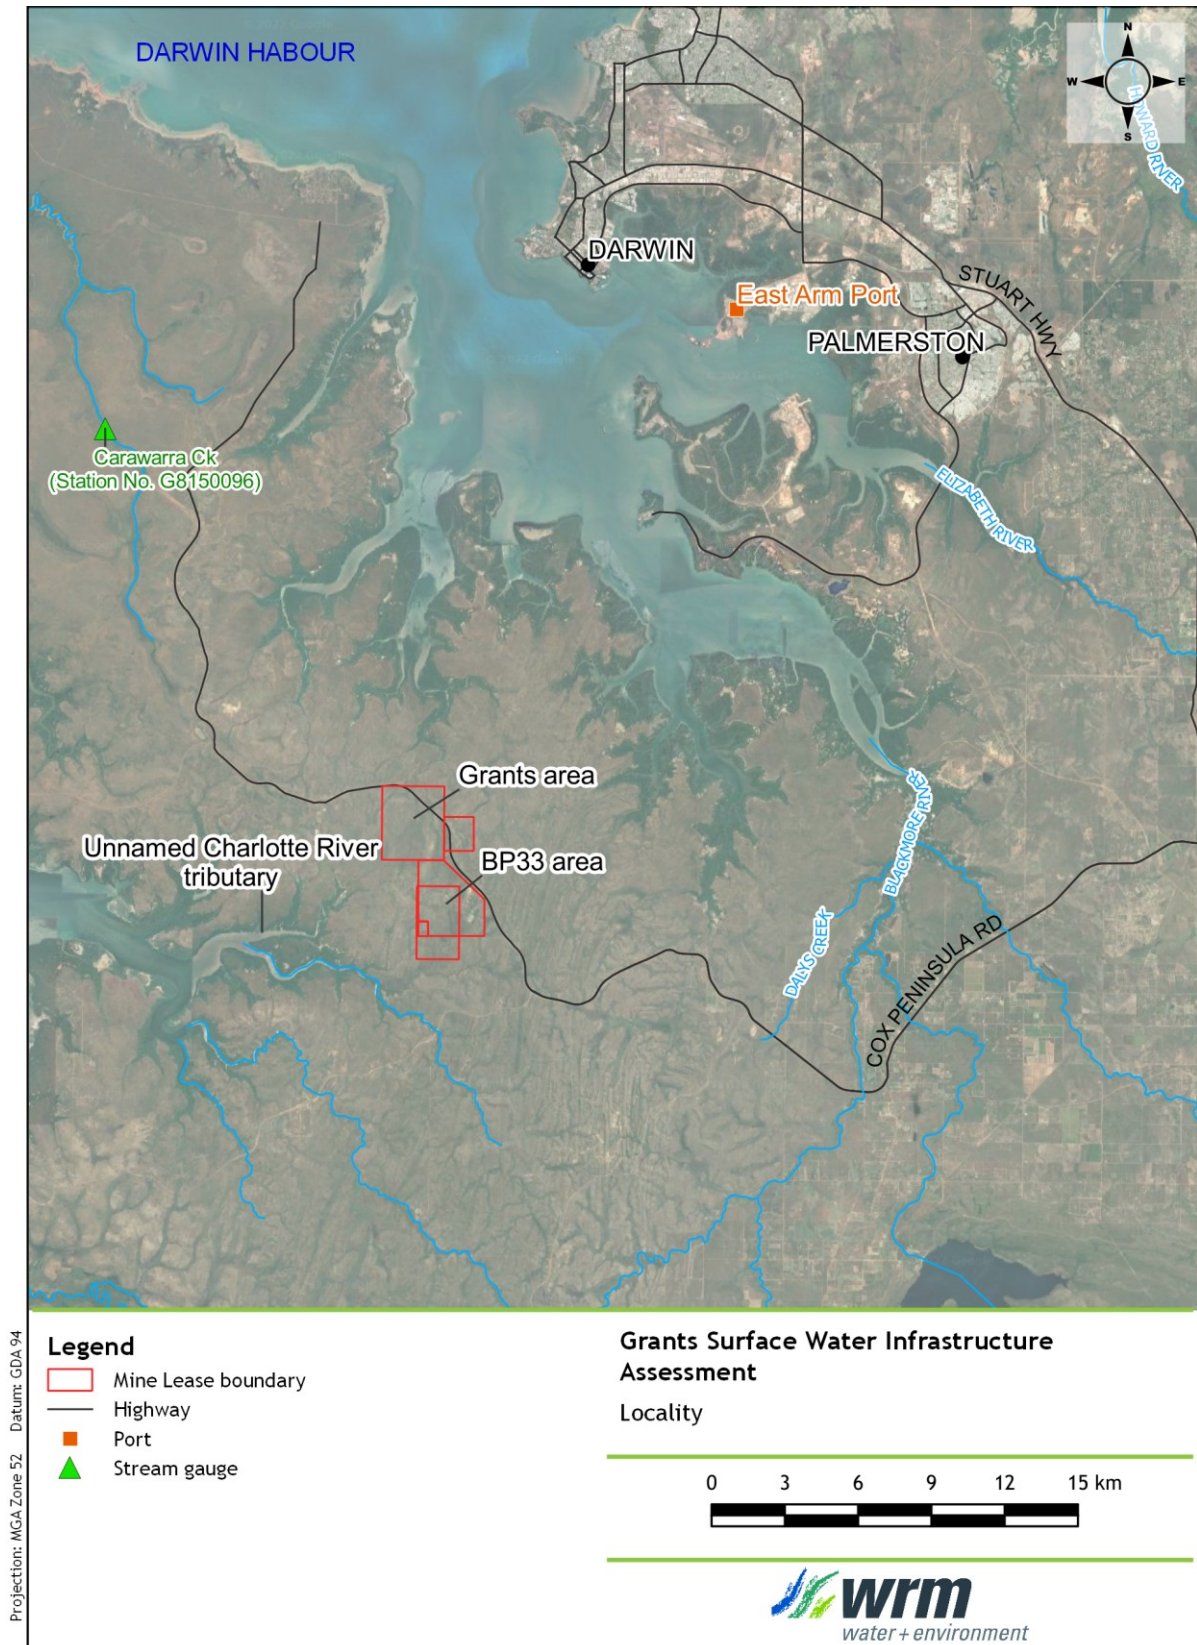 DARWIN HABOUR
N
W
E
S
HOWARD RIVER
DARWIN
East Arm Port
STUART HWY
PALMERSTON
Carawarra Ck
(Station No. G8150096)
ELIZABETH RIVER
Grants area
Unnamed Charlotte River
tributary
BP33 area
BLACKMORE RIVER
DALYS CREEK
COX PENINSULA RD
Projection: MGA Zone 52 Datum: GDA 94
Legend
Mine Lease boundary
Highway
Port
Stream gauge
Grants Surface Water Infrastructure
Assessment
Locality
0 3 6 9 12 15 km
wrm
water + environment